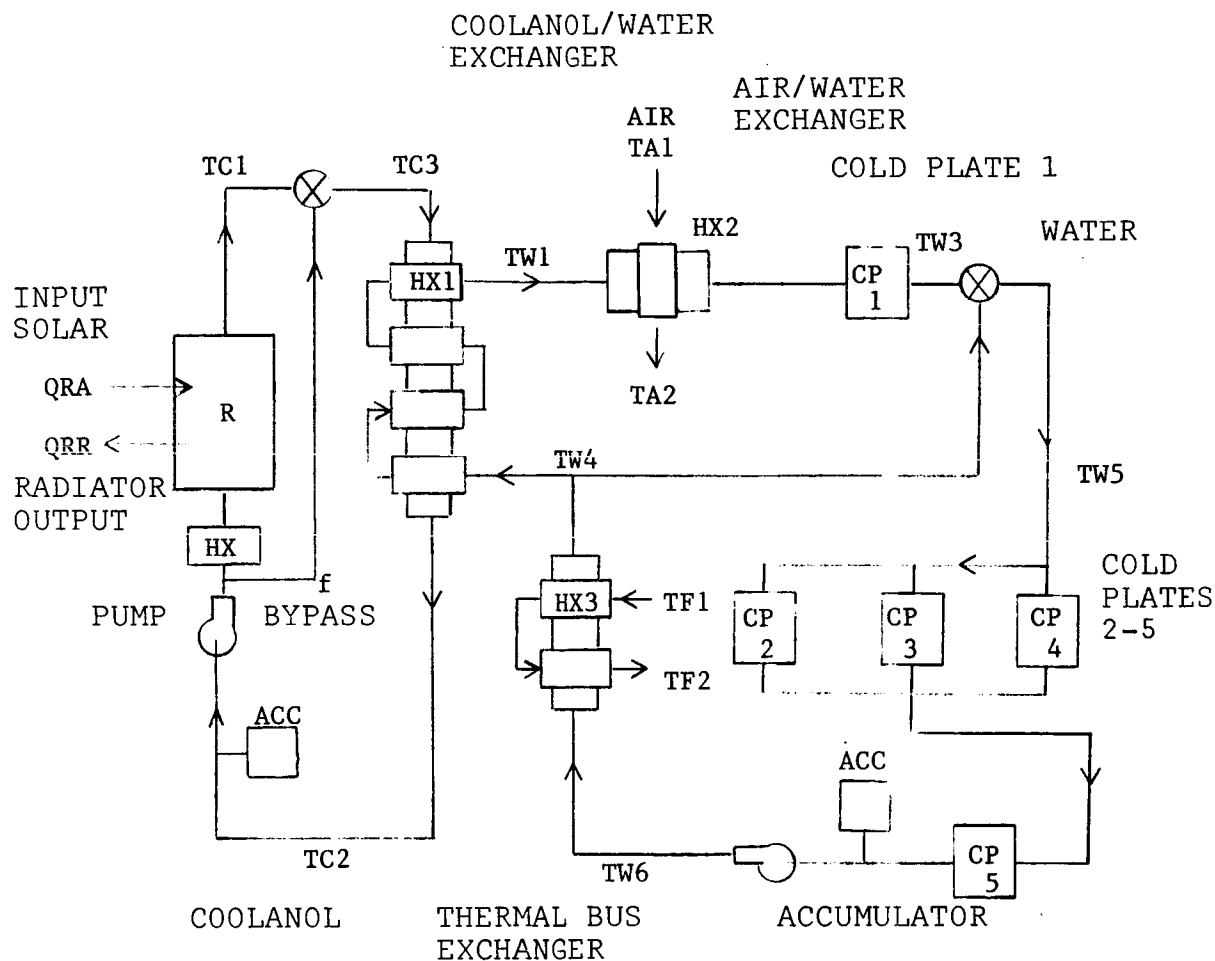 COOLANOL/WATER
EXCHANGER
AIR/WATER
EXCHANGER
AIR
TA1
COLD PLATE 1
TC1
TC3
HX2
TW3
WATER
TW1
HX1
CP
1
INPUT
SOLAR
QRA
R
TA2
QRR
TW4
TW5
RADIATOR
OUTPUT
HX
COLD
PLATES
2-5
f
PUMP
BYPASS
HX3
TF1
CP
2
CP
3
CP
4
TF2
ACC
ACC
TC2
TW6
CP
5
COOLANOL
THERMAL BUS
EXCHANGER
ACCUMULATOR